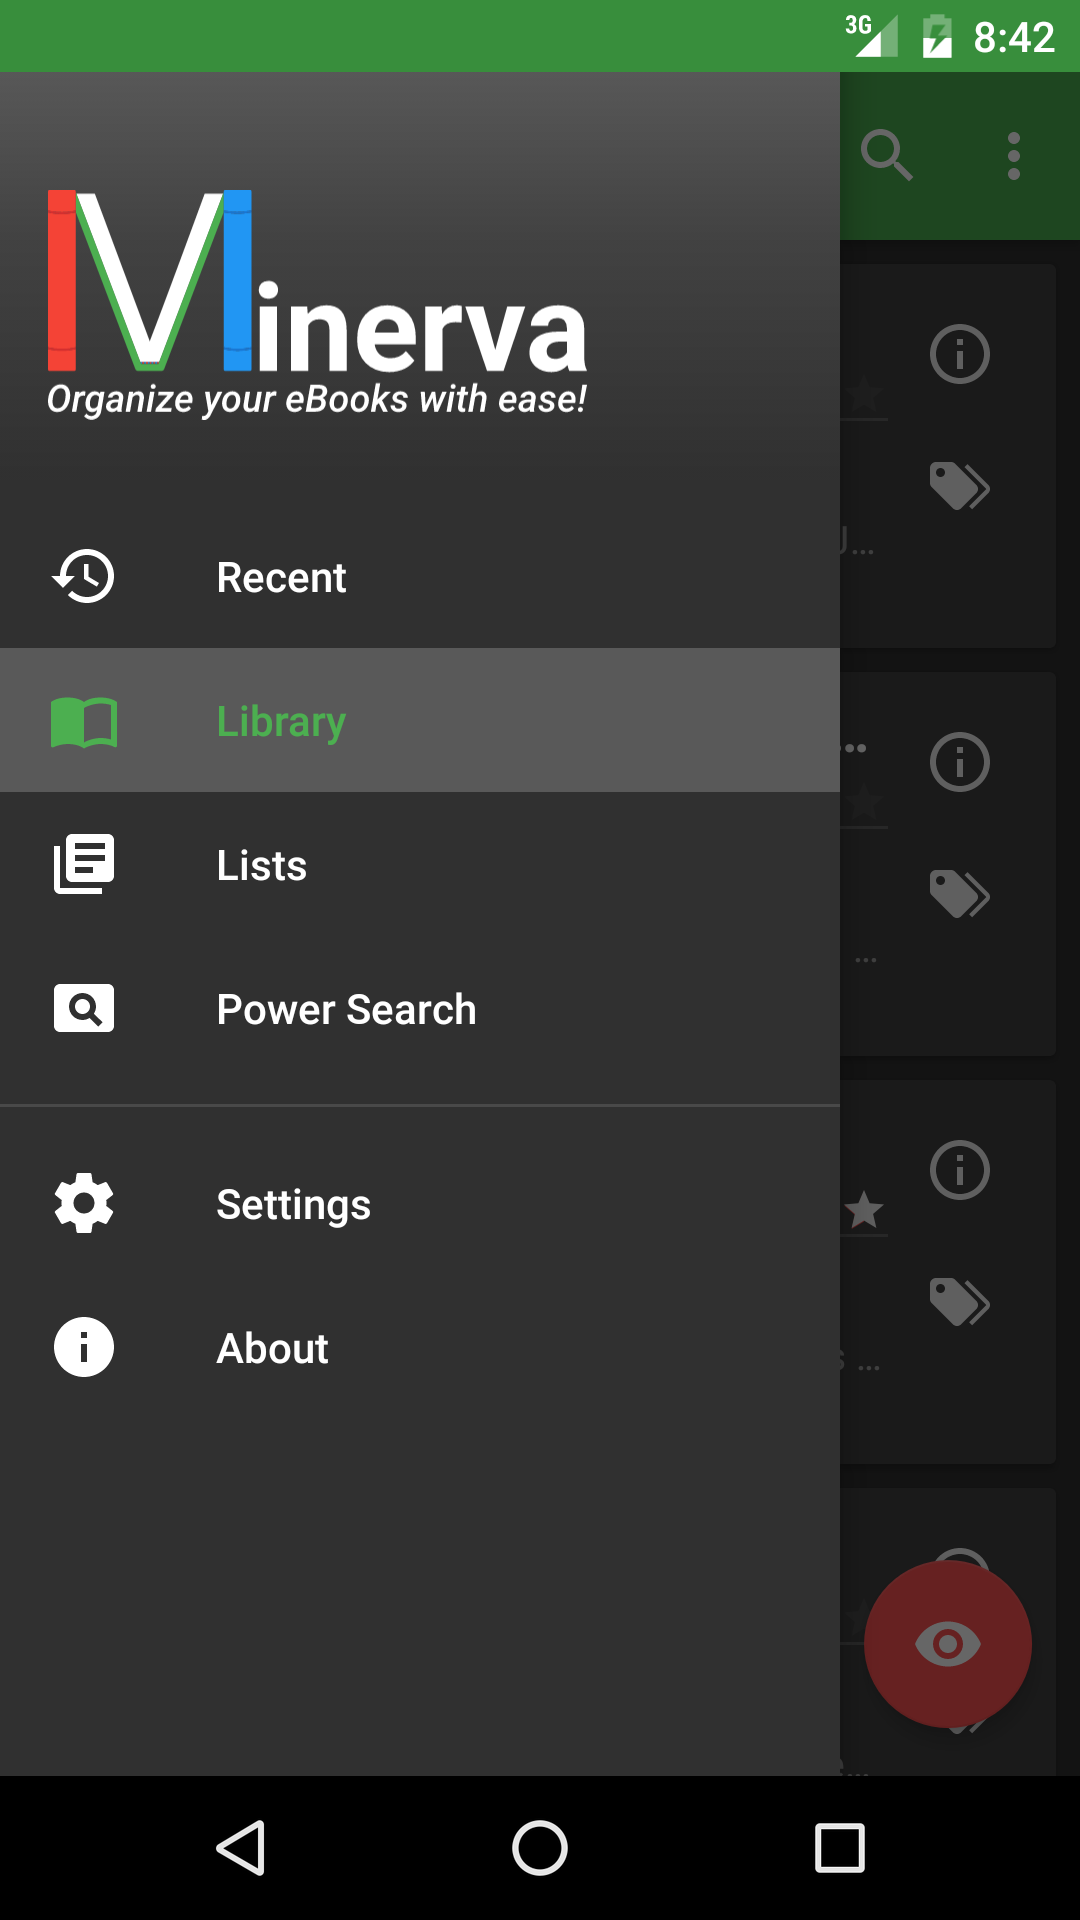 3G 8:42
Minerva
Organize your eBooks with ease!
Recent
Library
Lists
Power Search
Settings
About